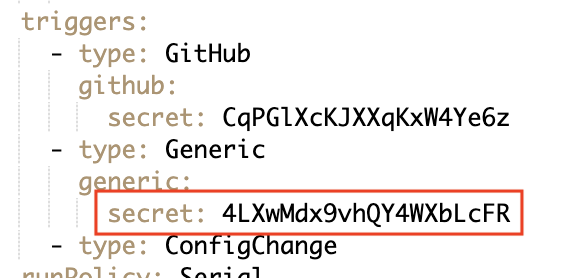 triggers:
- type: GitHub
github:
secret: CqPGlXcKJXXqKxW4Ye6z
- type: Generic
generic:
secret: 4LXwMdx9vhQY4WXbLcFR
- type: ConfigChange
runPolicy: Serial